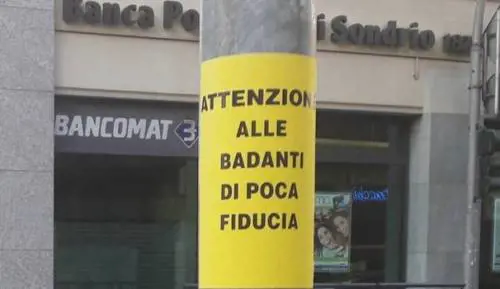 Banca Po i Sondrio
BANCOMAT
ATTENZION
ALLE
BADANTI
DI POCA
FIDUCIA